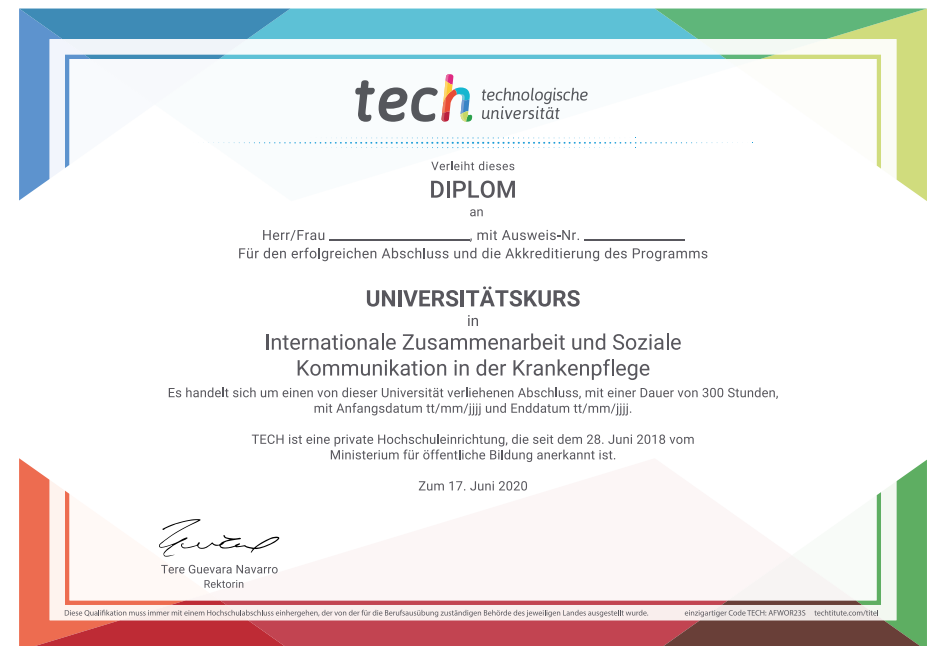 tech technologische
universität
Verleiht dieses
DIPLOM
an
Herr/Frau ____________________, mit Ausweis-Nr. ______________
Für den erfolgreichen Abschluss und die Akkreditierung des Programms
UNIVERSITÄTSKURS
in
Internationale Zusammenarbeit und Soziale
Kommunikation in der Krankenpflege
Es handelt sich um einen von dieser Universität verliehenen Abschluss, mit einer Dauer von 300 Stunden,
mit Anfangsdatum tt/mm/jjjj und Enddatum tt/mm/jjjj.
TECH ist eine private Hochschuleinrichtung, die seit dem 28. Juni 2018 vom
Ministerium für öffentliche Bildung anerkannt ist.
Zum 17. Juni 2020
Tere Guevara Navarro
Rektorin
Diese Qualifikation muss immer mit einem Hochschulabschluss einhergehen, der von der für die Berufsausübung zuständigen Behörde des jeweiligen Landes ausgestellt wurde. einzigartiger Code TECH: AFWOR23S techtitute.com/titel